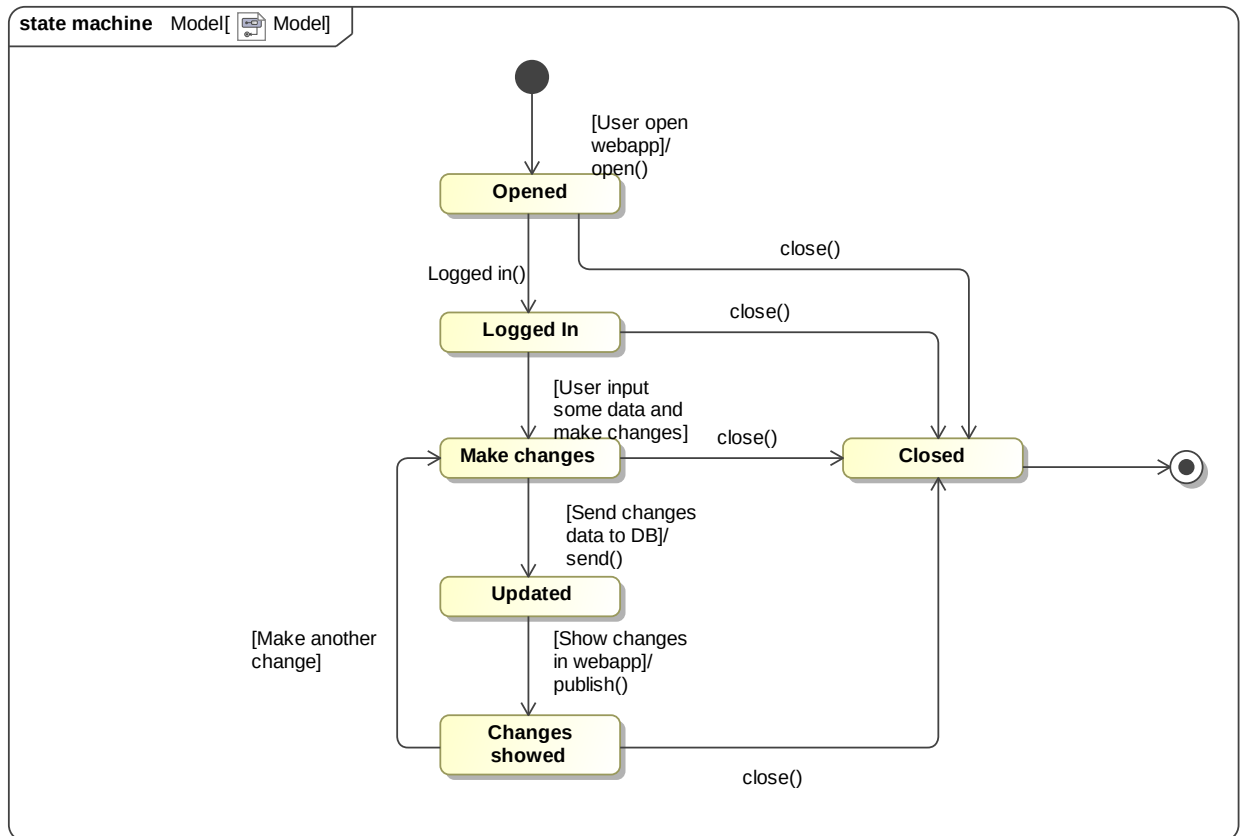 state machine Model[ Model]
[User open
webapp]/
open()
Opened
close()
Logged in()
close()
Logged In
[User input
some data and
make changes]
close()
Make changes
Closed
[Send changes
data to DB]/
send()
Updated
[Make another
change]
[Show changes
in webapp]/
publish()
Changes
showed
close()